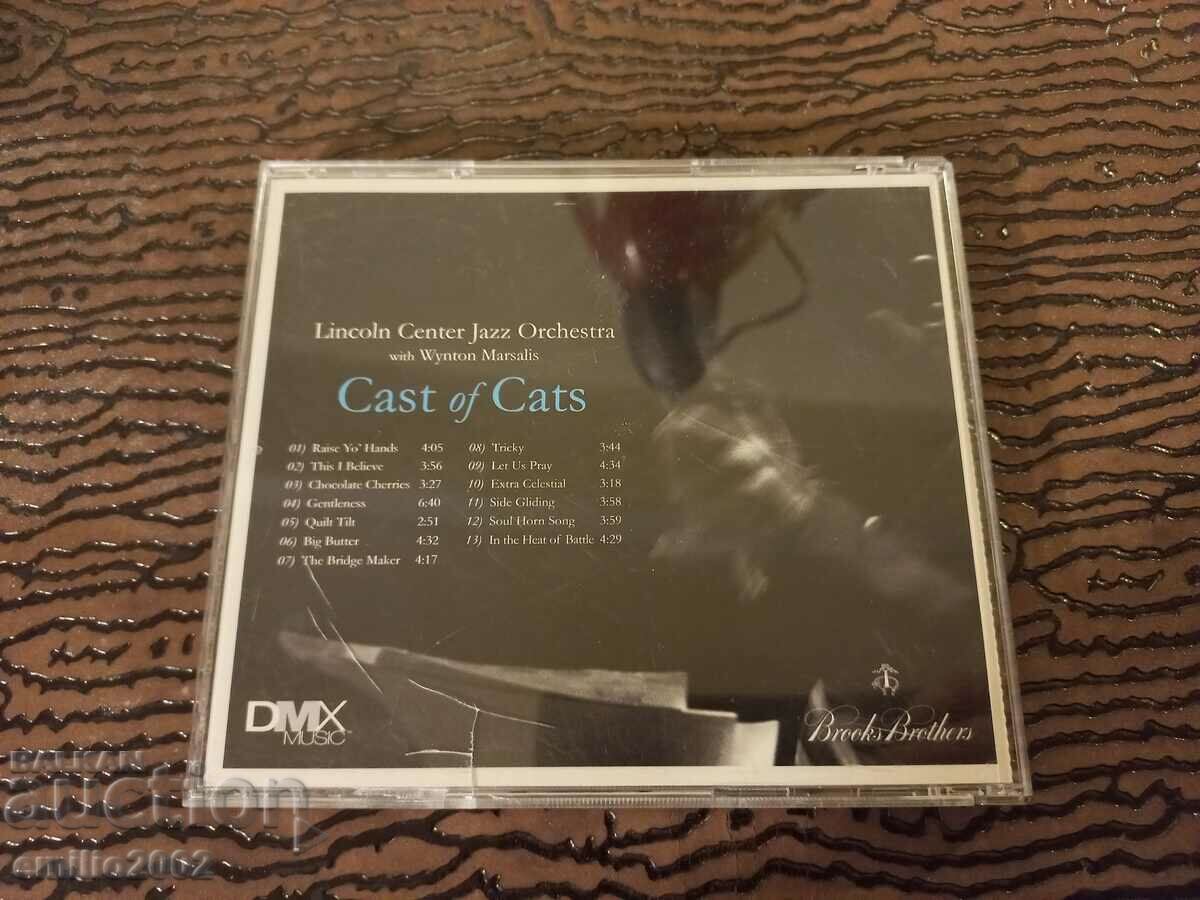 Lincoln Center Jazz Orchestra
with Wynton Marsalis
Cast of Cats
01) Raise Yo' Hands 4:05
02) This I Believe 3:56
03) Chocolate Cherries 3:27
04) Gentleness 6:40
05) Quilt Tilt 2:51
06) Big Butter 4:32
07) The Bridge Maker 4:17
08) Tricky 3:44
09) Let Us Pray 4:34
10) Extra Celestial 3:18
11) Side Gliding 3:58
12) Soul Horn Song 3:59
13) In the Heat of Battle 4:29
DMX
MUSIC™
Brooks Brothers
BALKAN
auction
emilio2002